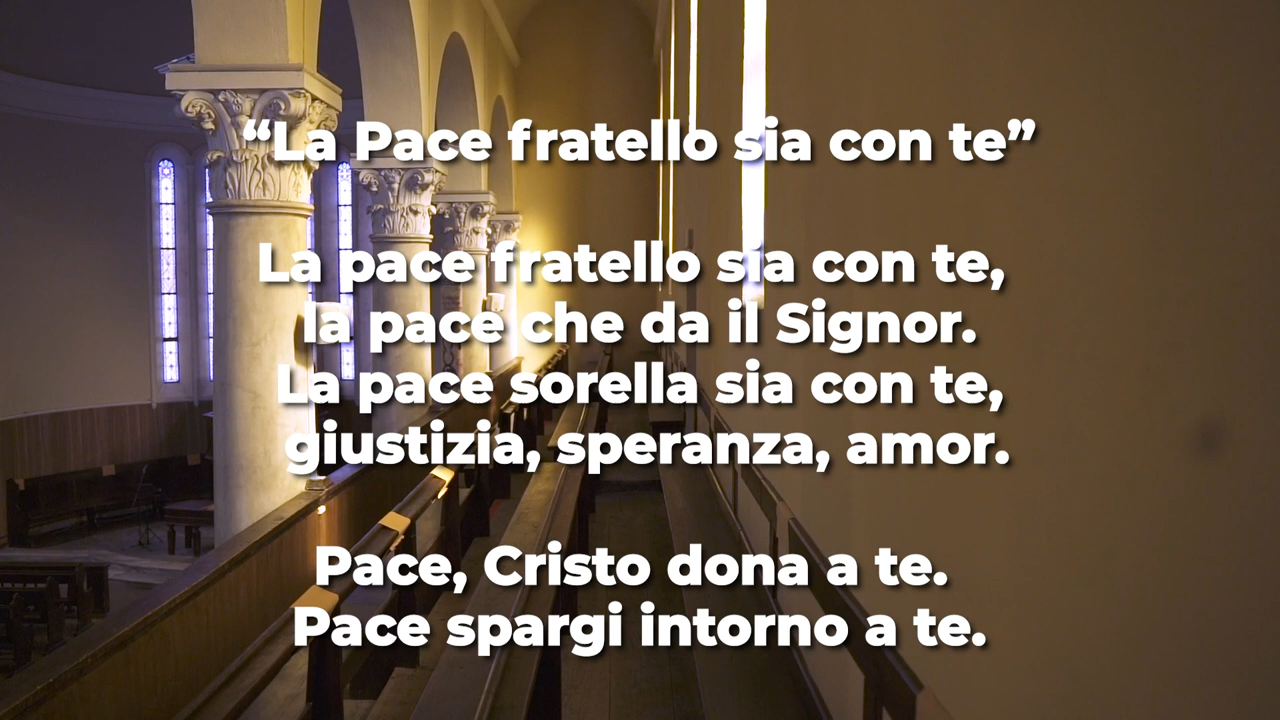 “La Pace fratello sia con te”
La pace fratello sia con te,
la pace che da il Signor.
La pace sorella sia con te,
giustizia, speranza, amor.
Pace, Cristo dona a te.
Pace spargi intorno a te.